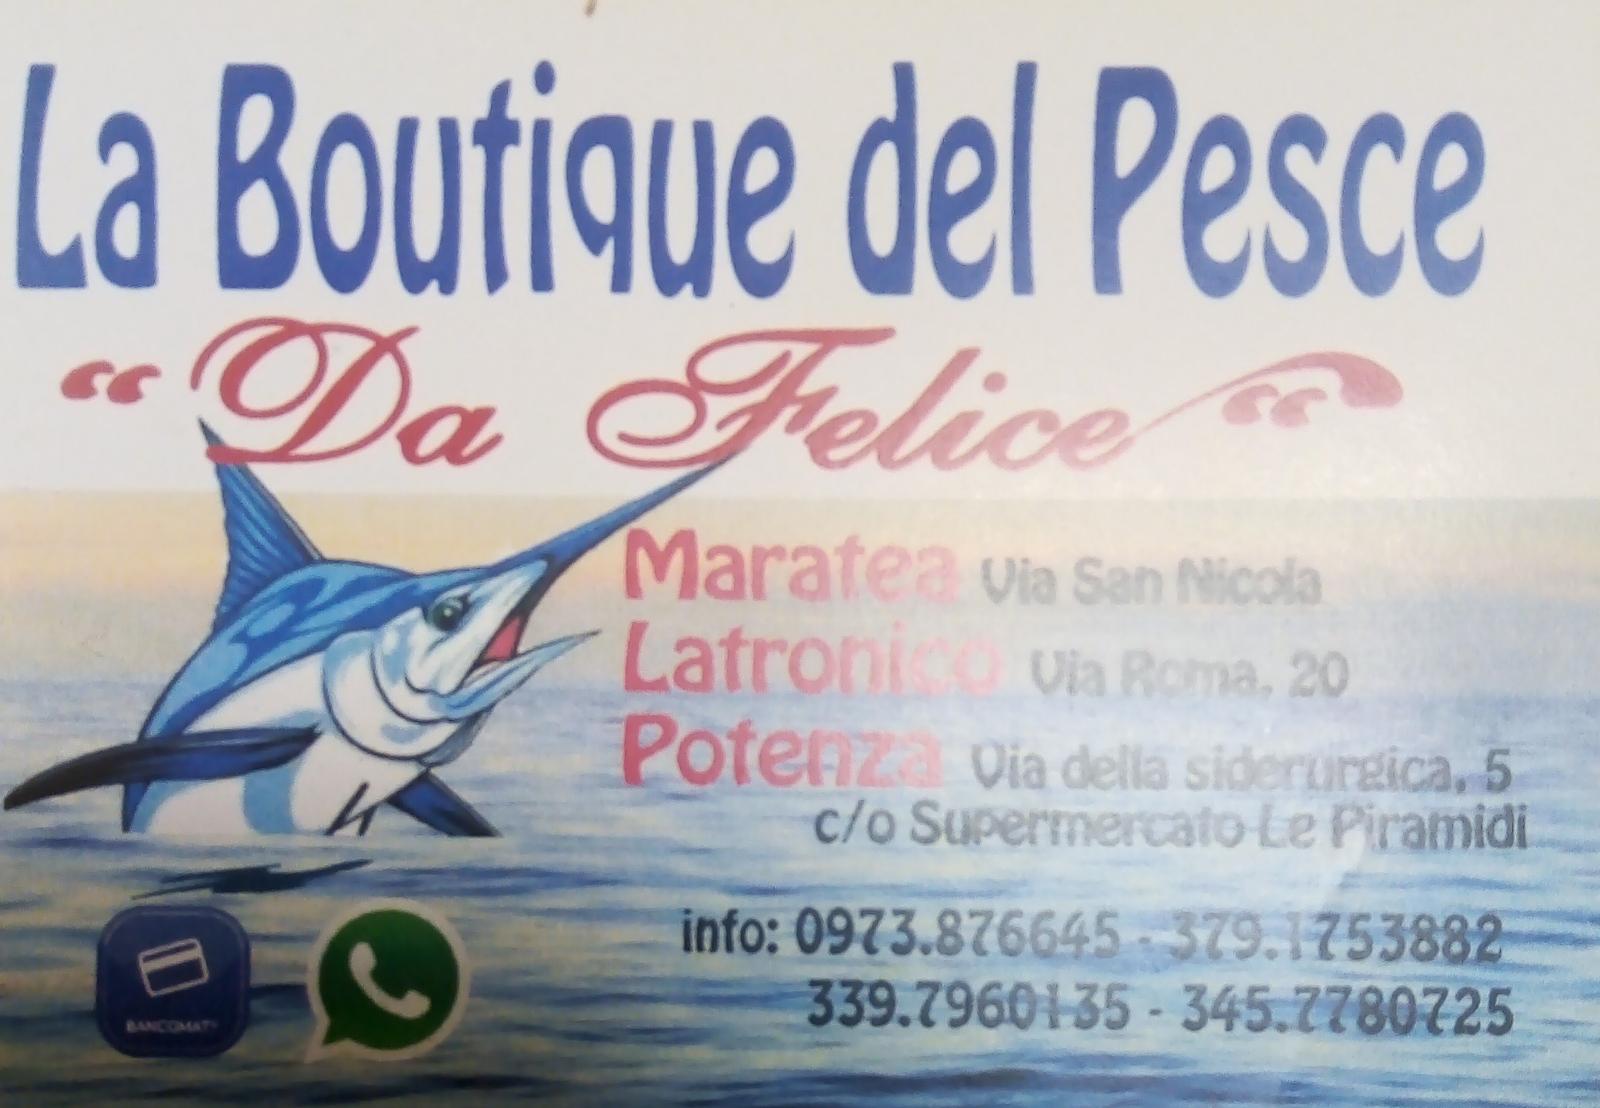 La Boutique del Pesce
“Da Felice“
Maratea Via San Nicola
Latronico Via Roma, 20
Potenza Via della siderurgica, 5
c/o Supermercato Le Piramidi
info: 0973.876645 - 379.1753882
339.7960135 - 345.7780725
BANCOMAT